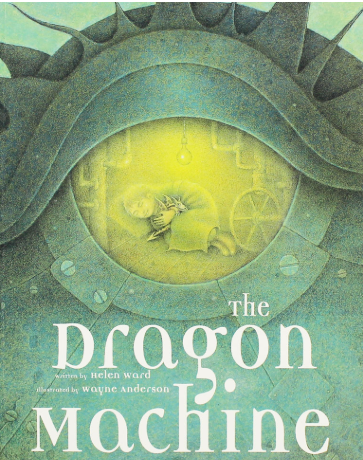 the
Dragon
written by Helen Ward
illustrated by Wayne Anderson
Machine